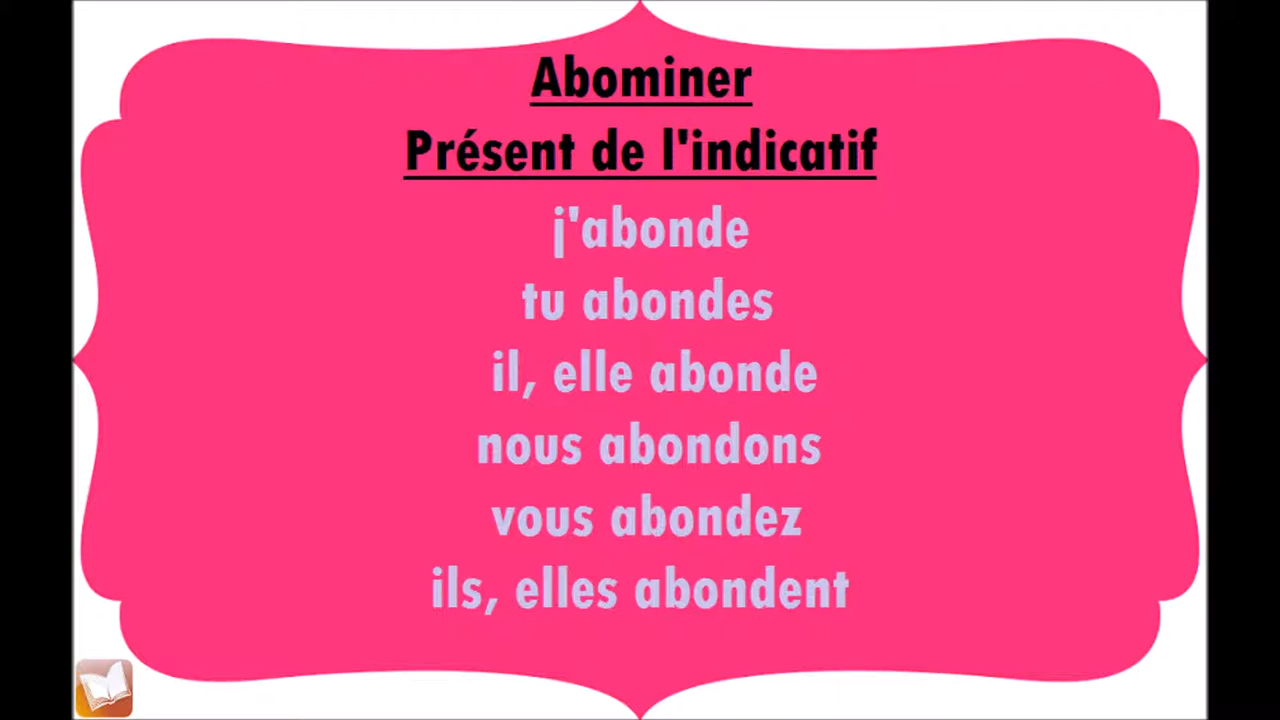 Abominer
Présent de l'indicatif
j'abonde
tu abondes
il, elle abonde
nous abondons
vous abondez
ils, elles abondent